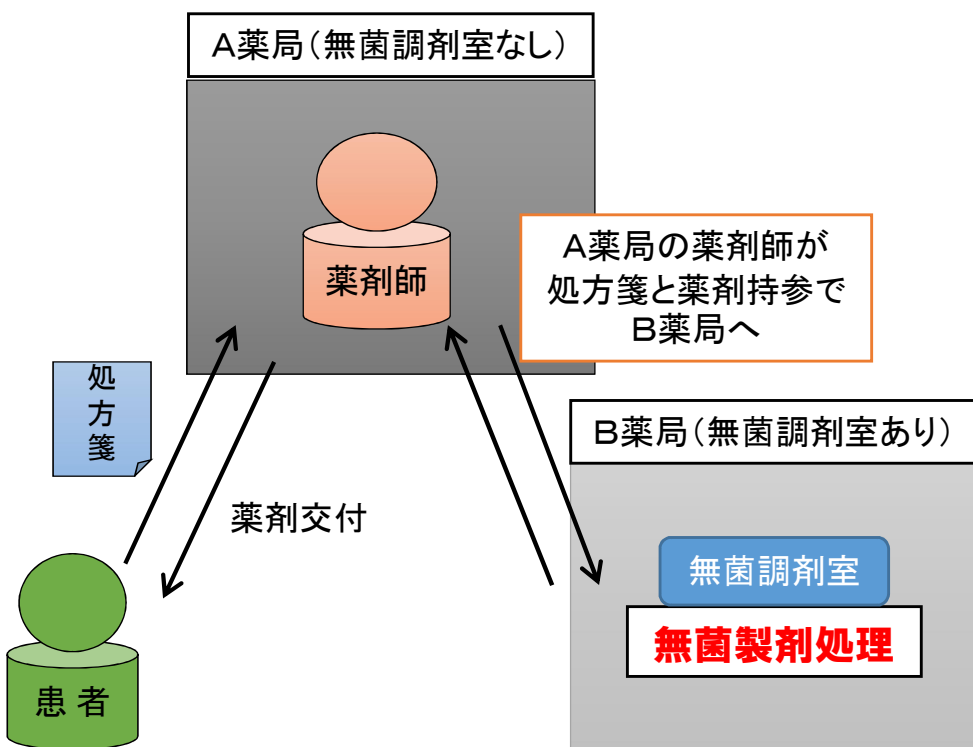 A薬局(無菌調剤室なし)
薬剤師
A薬局の薬剤師が
処方箋と薬剤持参で
B薬局へ
処
方
箋
B薬局(無菌調剤室あり)
薬剤交付
無菌調剤室
無菌製剤処理
患者